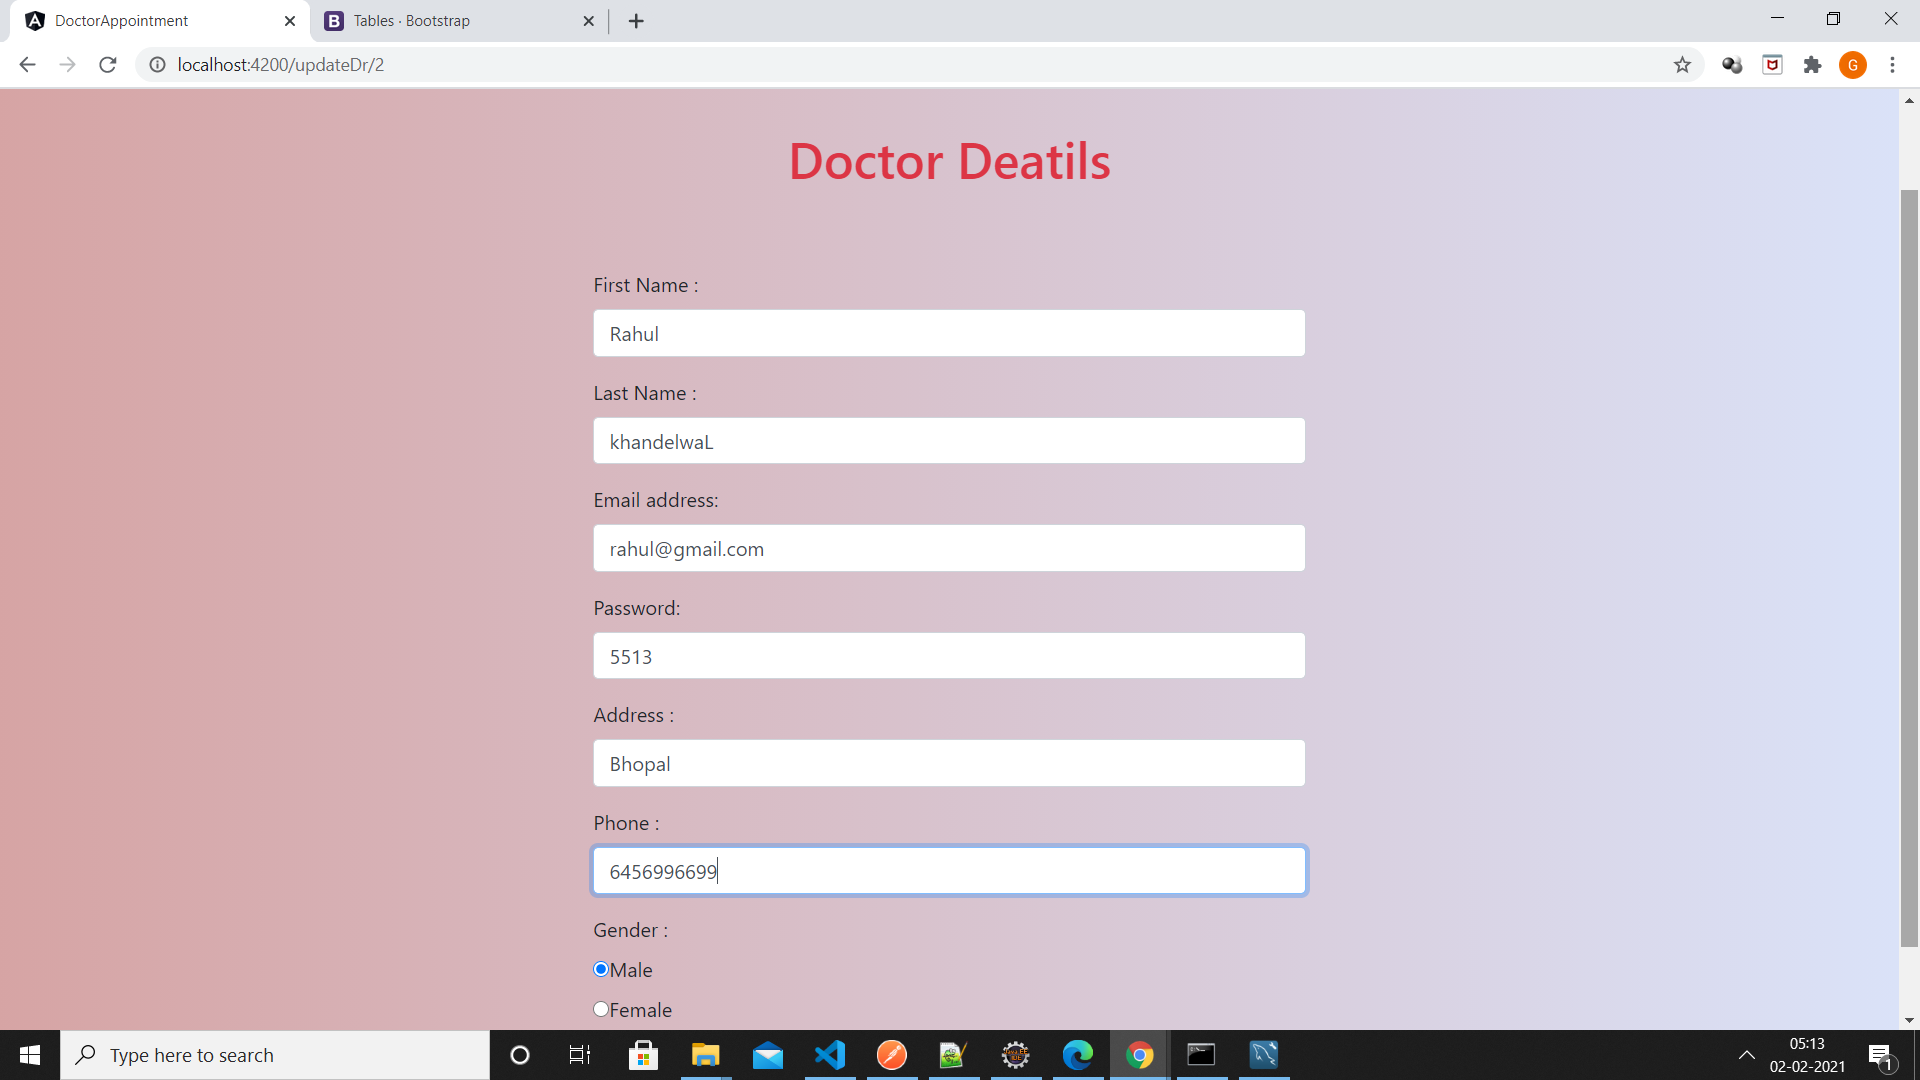 DoctorAppointment
Tables · Bootstrap
localhost:4200/updateDr/2
G
Doctor Deatils
First Name :
Rahul
Last Name :
khandelwaL
Email address:
rahul@gmail.com
Password:
5513
Address :
Bhopal
Phone :
6456996699
Gender :
Male
Female
Type here to search
05:13
02-02-2021
1